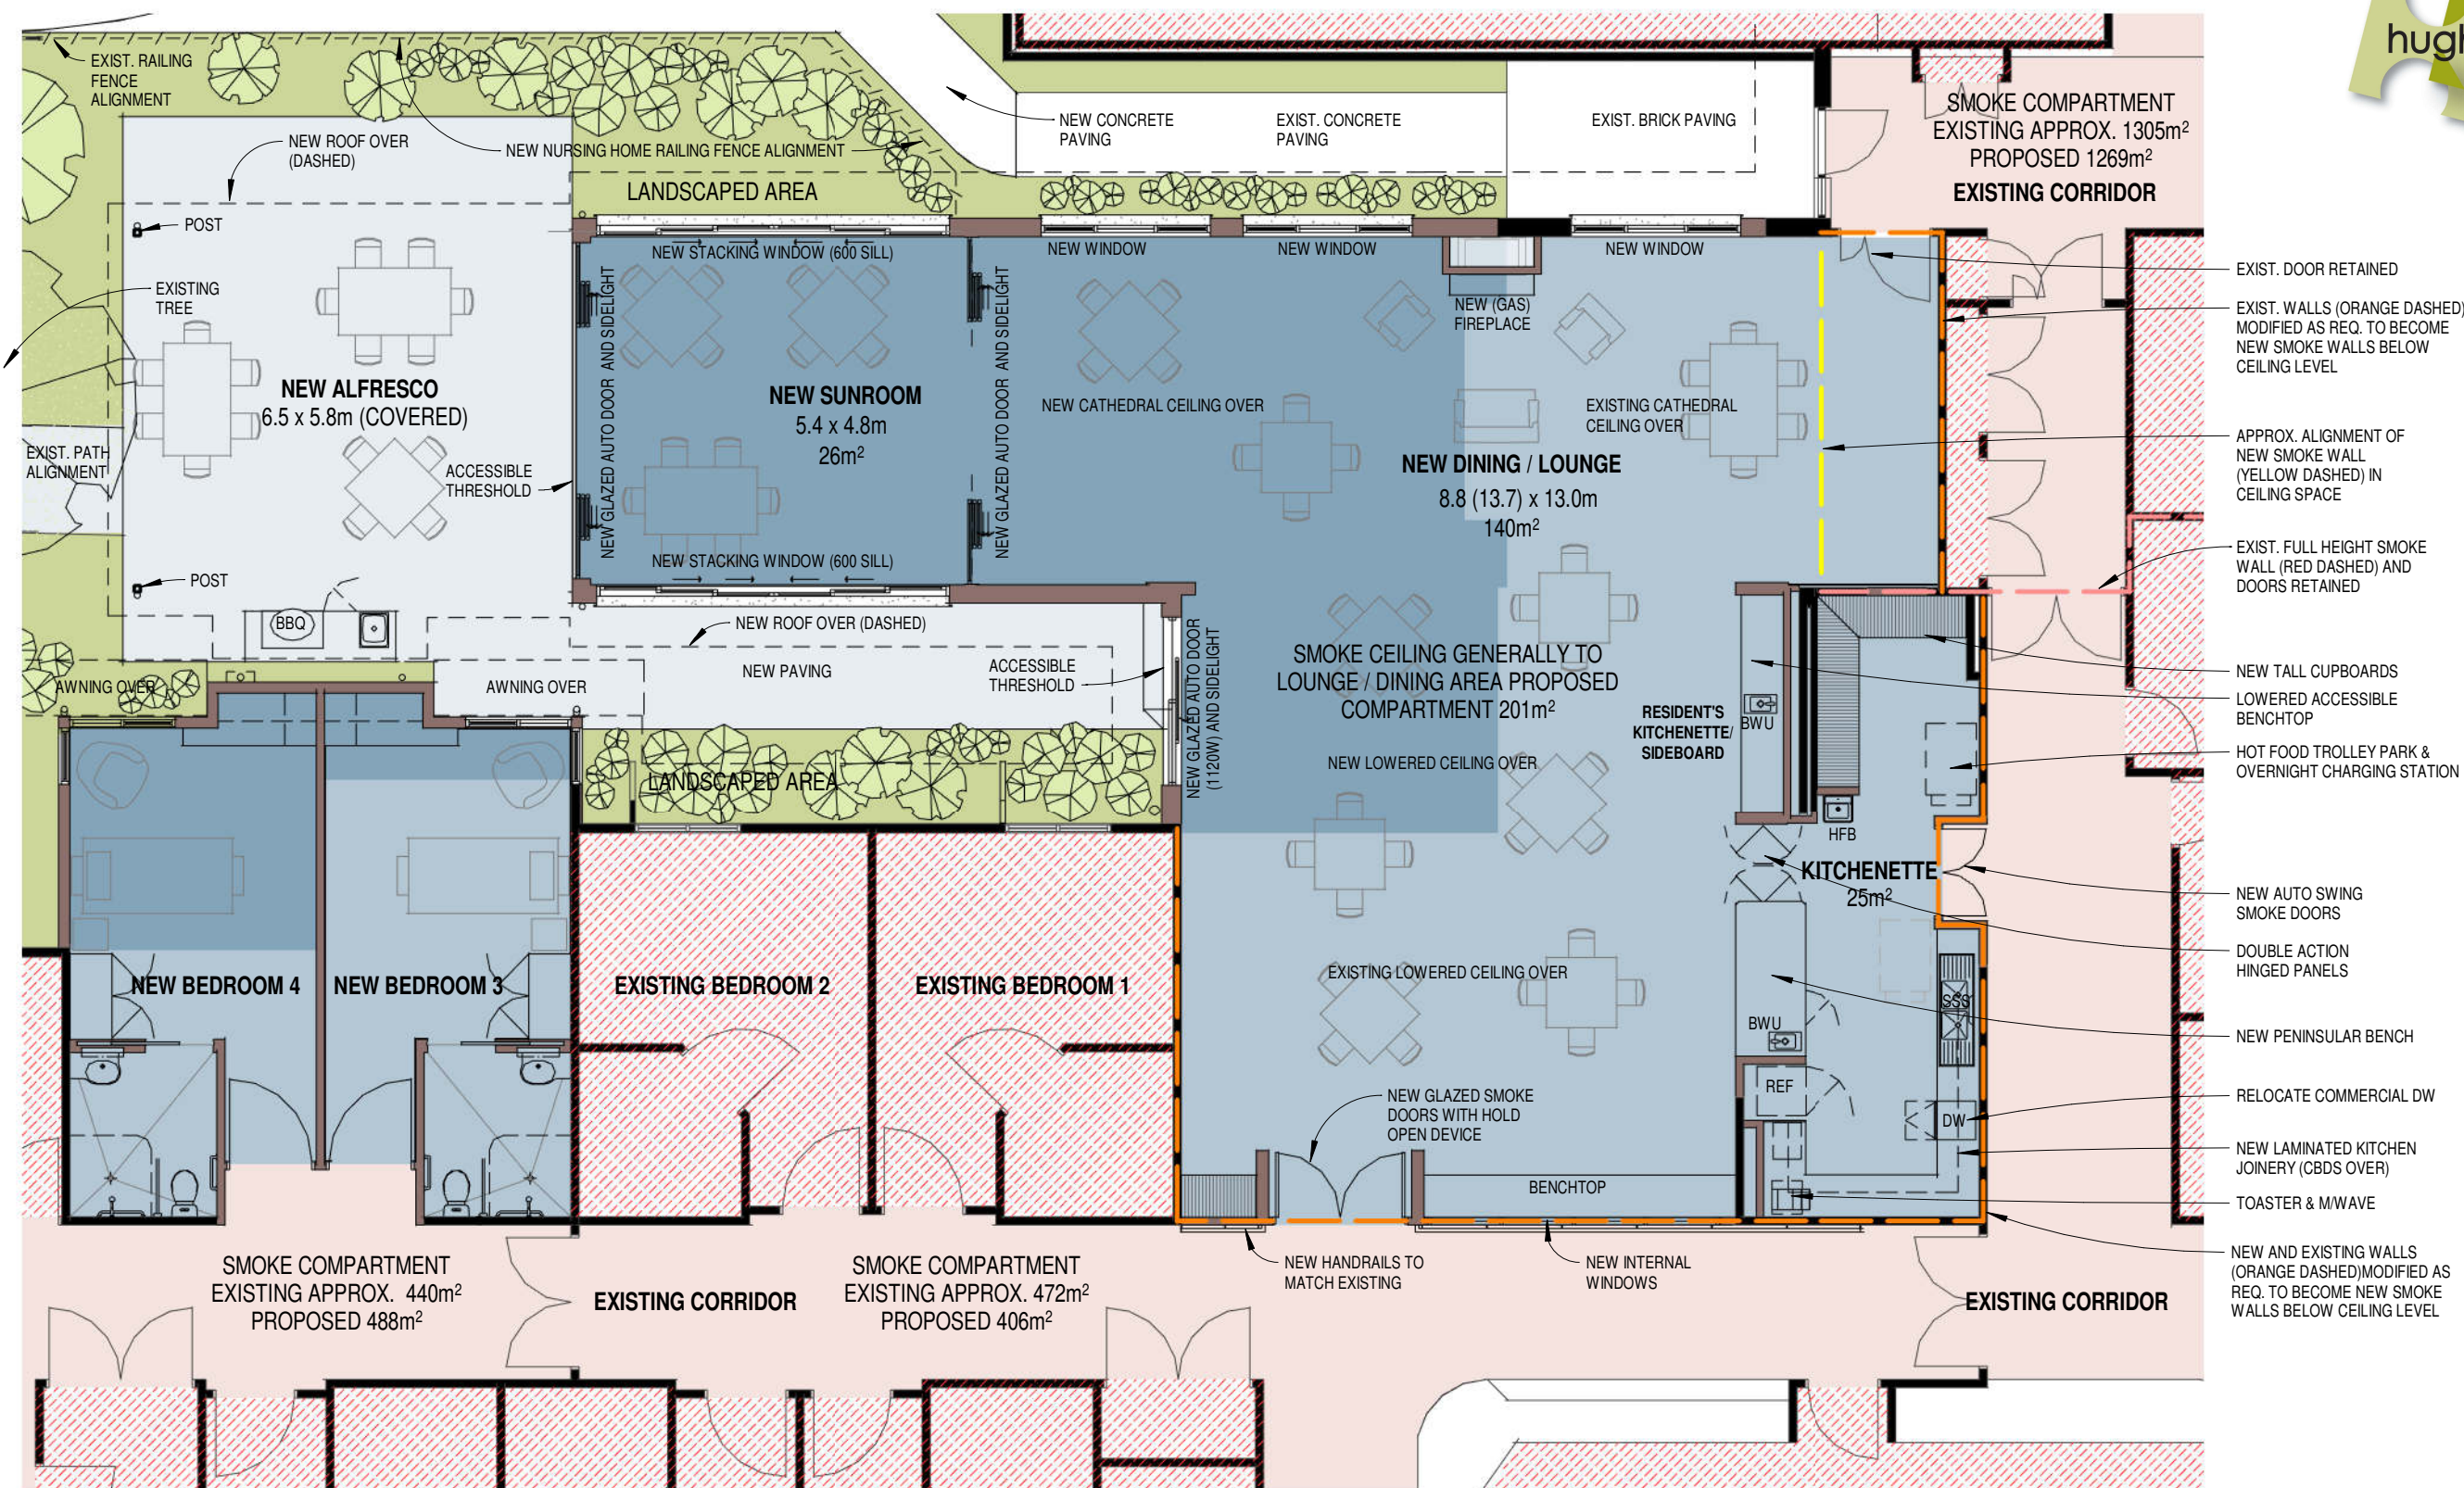 hugh
EXIST. RAILING
FENCE
ALIGNMENT
NEW ROOF OVER
(DASHED)
NEW NURSING HOME RAILING FENCE ALIGNMENT
LANDSCAPED AREA
NEW CONCRETE
PAVING
EXIST. CONCRETE
PAVING
EXIST. BRICK PAVING
SMOKE COMPARTMENT
EXISTING APPROX. 1305m²
PROPOSED 1269m²
EXISTING CORRIDOR
POST
EXISTING
TREE
NEW ALFRESCO
6.5 x 5.8m (COVERED)
EXIST. PATH
ALIGNMENT
ACCESSIBLE
THRESHOLD
POST
BBQ
NEW GLAZED AUTO DOOR AND SIDELIGHT
NEW STACKING WINDOW (600 SILL)
NEW SUNROOM
5.4 x 4.8m
26m²
NEW STACKING WINDOW (600 SILL)
NEW GLAZED AUTO DOOR AND SIDELIGHT
NEW WINDOW
NEW WINDOW
NEW WINDOW
NEW (GAS)
FIREPLACE
NEW CATHEDRAL CEILING OVER
EXISTING CATHEDRAL
CEILING OVER
NEW DINING / LOUNGE
8.8 (13.7) x 13.0m
140m²
EXIST. DOOR RETAINED
EXIST. WALLS (ORANGE DASHED)
MODIFIED AS REQ. TO BECOME
NEW SMOKE WALLS BELOW
CEILING LEVEL
APPROX. ALIGNMENT OF
NEW SMOKE WALL
(YELLOW DASHED) IN
CEILING SPACE
EXIST. FULL HEIGHT SMOKE
WALL (RED DASHED) AND
DOORS RETAINED
NEW TALL CUPBOARDS
LOWERED ACCESSIBLE
BENCHTOP
HOT FOOD TROLLEY PARK &
OVERNIGHT CHARGING STATION
NEW AUTO SWING
SMOKE DOORS
DOUBLE ACTION
HINGED PANELS
NEW PENINSULAR BENCH
RELOCATE COMMERCIAL DW
NEW LAMINATED KITCHEN
JOINERY (CBDS OVER)
TOASTER & M/WAVE
NEW AND EXISTING WALLS
(ORANGE DASHED)MODIFIED AS
REQ. TO BECOME NEW SMOKE
WALLS BELOW CEILING LEVEL
AWNING OVER
AWNING OVER
NEW ROOF OVER (DASHED)
NEW PAVING
ACCESSIBLE
THRESHOLD
NEW GLAZED AUTO DOOR
(1120W) AND SIDELIGHT
LANDSCAPED AREA
SMOKE CEILING GENERALLY TO
LOUNGE / DINING AREA PROPOSED
COMPARTMENT 201m²
RESIDENT'S
KITCHENETTE/
SIDEBOARD
BWU
NEW LOWERED CEILING OVER
HFB
KITCHENETTE
25m²
NEW BEDROOM 4
NEW BEDROOM 3
EXISTING BEDROOM 2
EXISTING BEDROOM 1
EXISTING LOWERED CEILING OVER
SSS
BWU
REF
DW
NEW GLAZED SMOKE
DOORS WITH HOLD
OPEN DEVICE
BENCHTOP
SMOKE COMPARTMENT
EXISTING APPROX. 440m²
PROPOSED 488m²
EXISTING CORRIDOR
SMOKE COMPARTMENT
EXISTING APPROX. 472m²
PROPOSED 406m²
NEW HANDRAILS TO
MATCH EXISTING
NEW INTERNAL
WINDOWS
EXISTING CORRIDOR